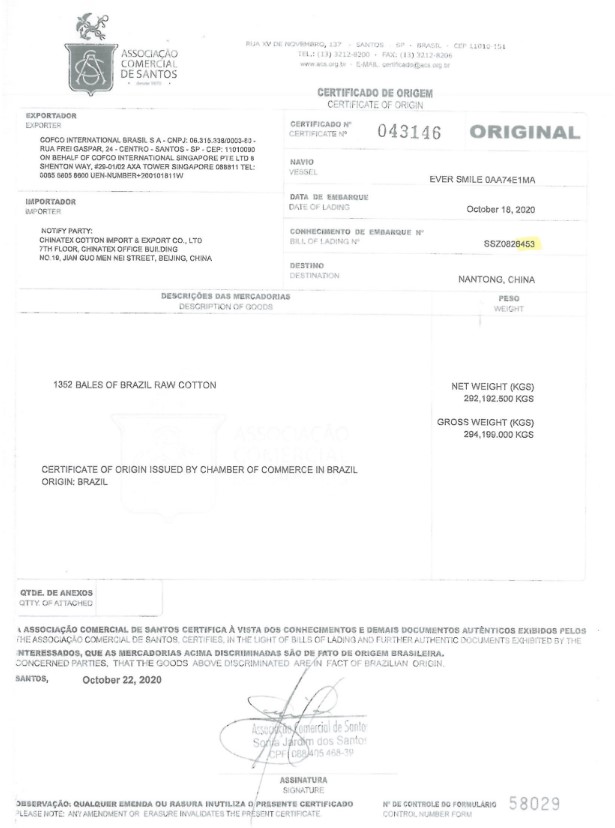 ASSOCIAÇÃO
COMERCIAL
DE SANTOS
RUA XV DE NOVEMBRO, 137 - SANTOS - SP - BRASIL - CEP 11010-151
TEL.: (13) 3212-8200 - FAX: (13) 3212-8206
www.acs.org.br - E-MAIL: certificado@acs.org.br
CERTIFICADO DE ORIGEM
CERTIFICATE OF ORIGIN
EXPORTADOR
EXPORTER
COFCO INTERNATIONAL BRASIL S A - CNPJ: 06.315.338/0003-80 -
RUA FREI GASPAR, 24 - CENTRO - SANTOS - SP - CEP: 11010090
ON BEHALF OF COFCO INTERNATIONAL SINGAPORE PTE LTD 8
SHENTON WAY, #29-01/02 AXA TOWER SINGAPORE 068811 TEL:
0065 5605 8600 UEN-NUMBER+200101811W
CERTIFICADO Nº
CERTIFICATE Nº
043146
ORIGINAL
NAVIO
VESSEL
EVER SMILE 0AA74E1MA
IMPORTADOR
IMPORTER
DATA DE EMBARQUE
DATE OF LADING
October 18, 2020
NOTIFY PARTY:
CHINATEX COTTON IMPORT & EXPORT CO., LTD
7TH FLOOR, CHINATEX OFFICE BUILDING
NO.19, JIAN GUO MEN NEI STREET, BEIJING, CHINA
CONHECIMENTO DE EMBARQUE Nº
BILL OF LADING Nº
SSZ0826453
DESTINO
DESTINATION
NANTONG, CHINA
DESCRIÇÕES DAS MERCADORIAS
DESCRIPTION OF GOODS
PESO
WEIGHT
1352 BALES OF BRAZIL RAW COTTON
NET WEIGHT (KGS)
292,192.500 KGS
GROSS WEIGHT (KGS)
294,199.000 KGS
ASSOCIAÇÃO
COMERCIAL
CERTIFICATE OF ORIGIN ISSUED BY CHAMBER OF COMMERCE IN BRAZIL
ORIGIN: BRAZIL
QTDE. DE ANEXOS
QTTY. OF ATTACHED
A ASSOCIAÇÃO COMERCIAL DE SANTOS CERTIFICA À VISTA DOS CONHECIMENTOS E DEMAIS DOCUMENTOS AUTÊNTICOS EXIBIDOS PELOS
THE ASSOCIAÇÃO COMERCIAL DE SANTOS, CERTIFIES, IN THE LIGHT OF BILLS OF LADING AND FURTHER AUTHENTIC DOCUMENTS EXHIBITED BY THE
INTERESSADOS, QUE AS MERCADORIAS ACIMA DISCRIMINADAS SÃO DE FATO DE ORIGEM BRASILEIRA.
CONCERNED PARTIES, THAT THE GOODS ABOVE DISCRIMINATED ARE IN FACT OF BRAZILIAN ORIGIN.
SANTOS, October 22, 2020
Associação Comercial de Santos
Sonia Jardim dos Santos
CPF: 088 405 468-39
ASSINATURA
SIGNATURE
OBSERVAÇÃO: QUALQUER EMENDA OU RASURA INUTILIZA O PRESENTE CERTIFICADO
PLEASE NOTE: ANY AMENDMENT OR ERASURE INVALIDATES THE PRESENT CERTIFICATE.
Nº DE CONTROLE DO FORMULÁRIO
CONTROL NUMBER FORM
58029